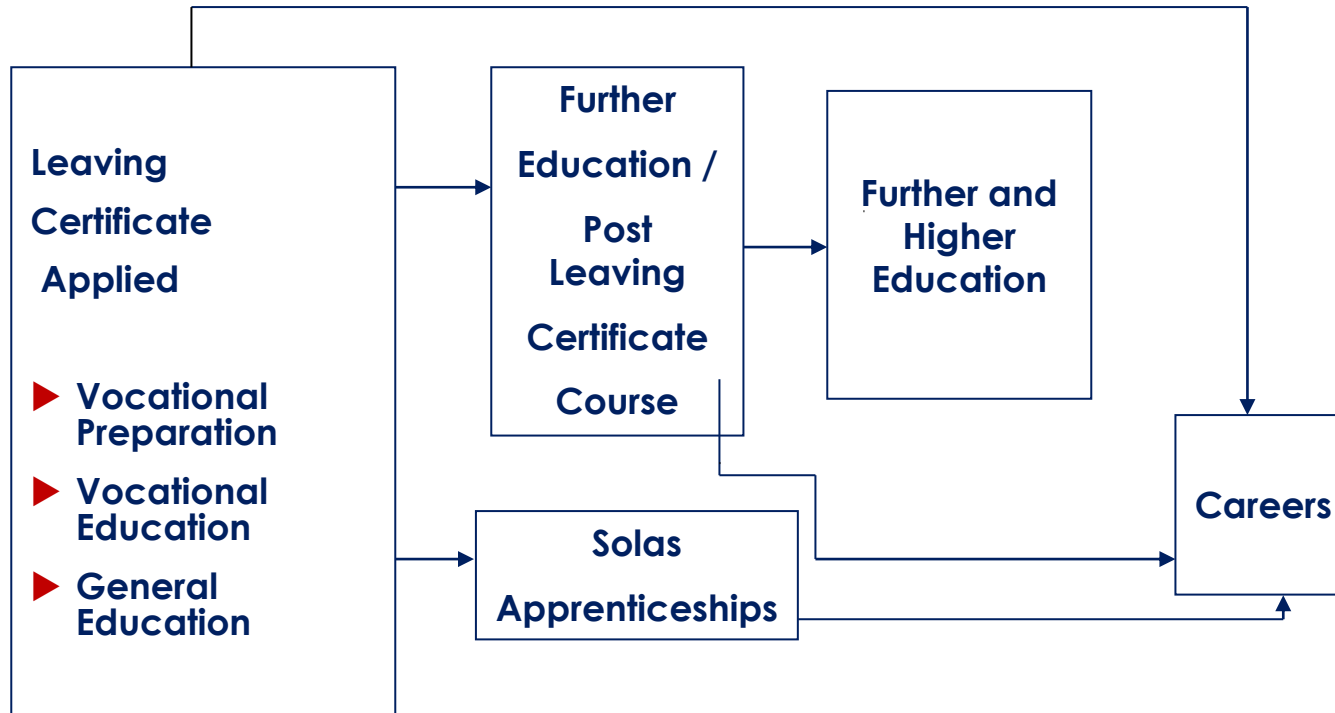 Leaving
Certificate
Applied
Vocational
Preparation
Vocational
Education
General
Education
Further
Education /
Post
Leaving
Certificate
Course
Further and
Higher
Education
Solas
Apprenticeships
Careers